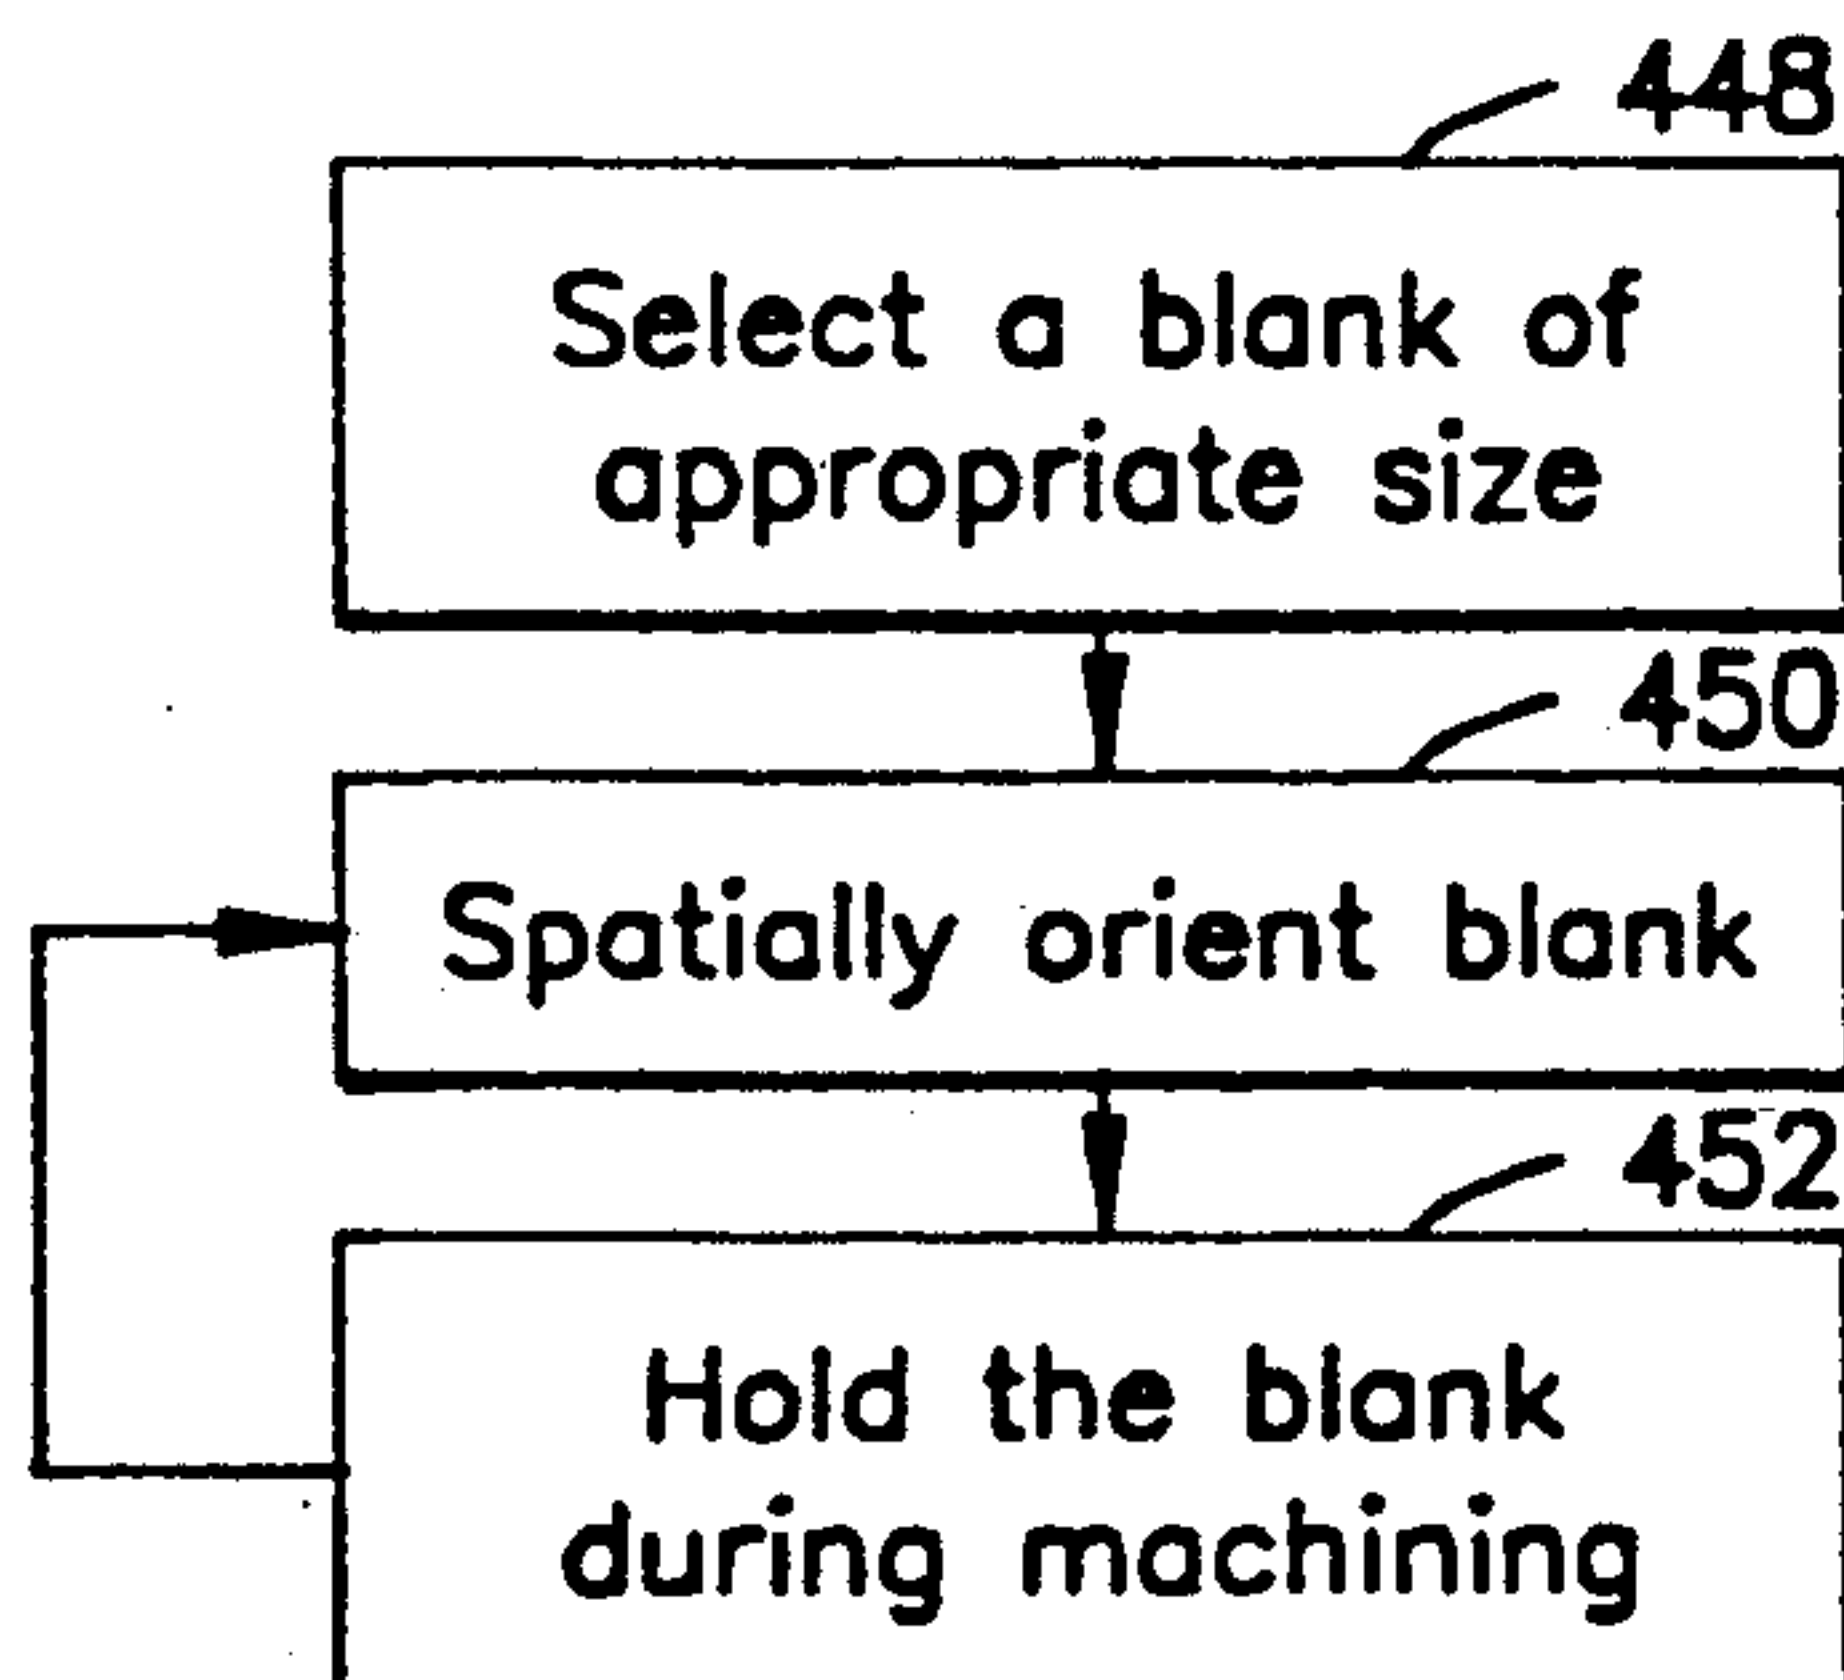 448
Select a blank of
appropriate size
450
Spatially orient blank
452
Hold the blank
during machining